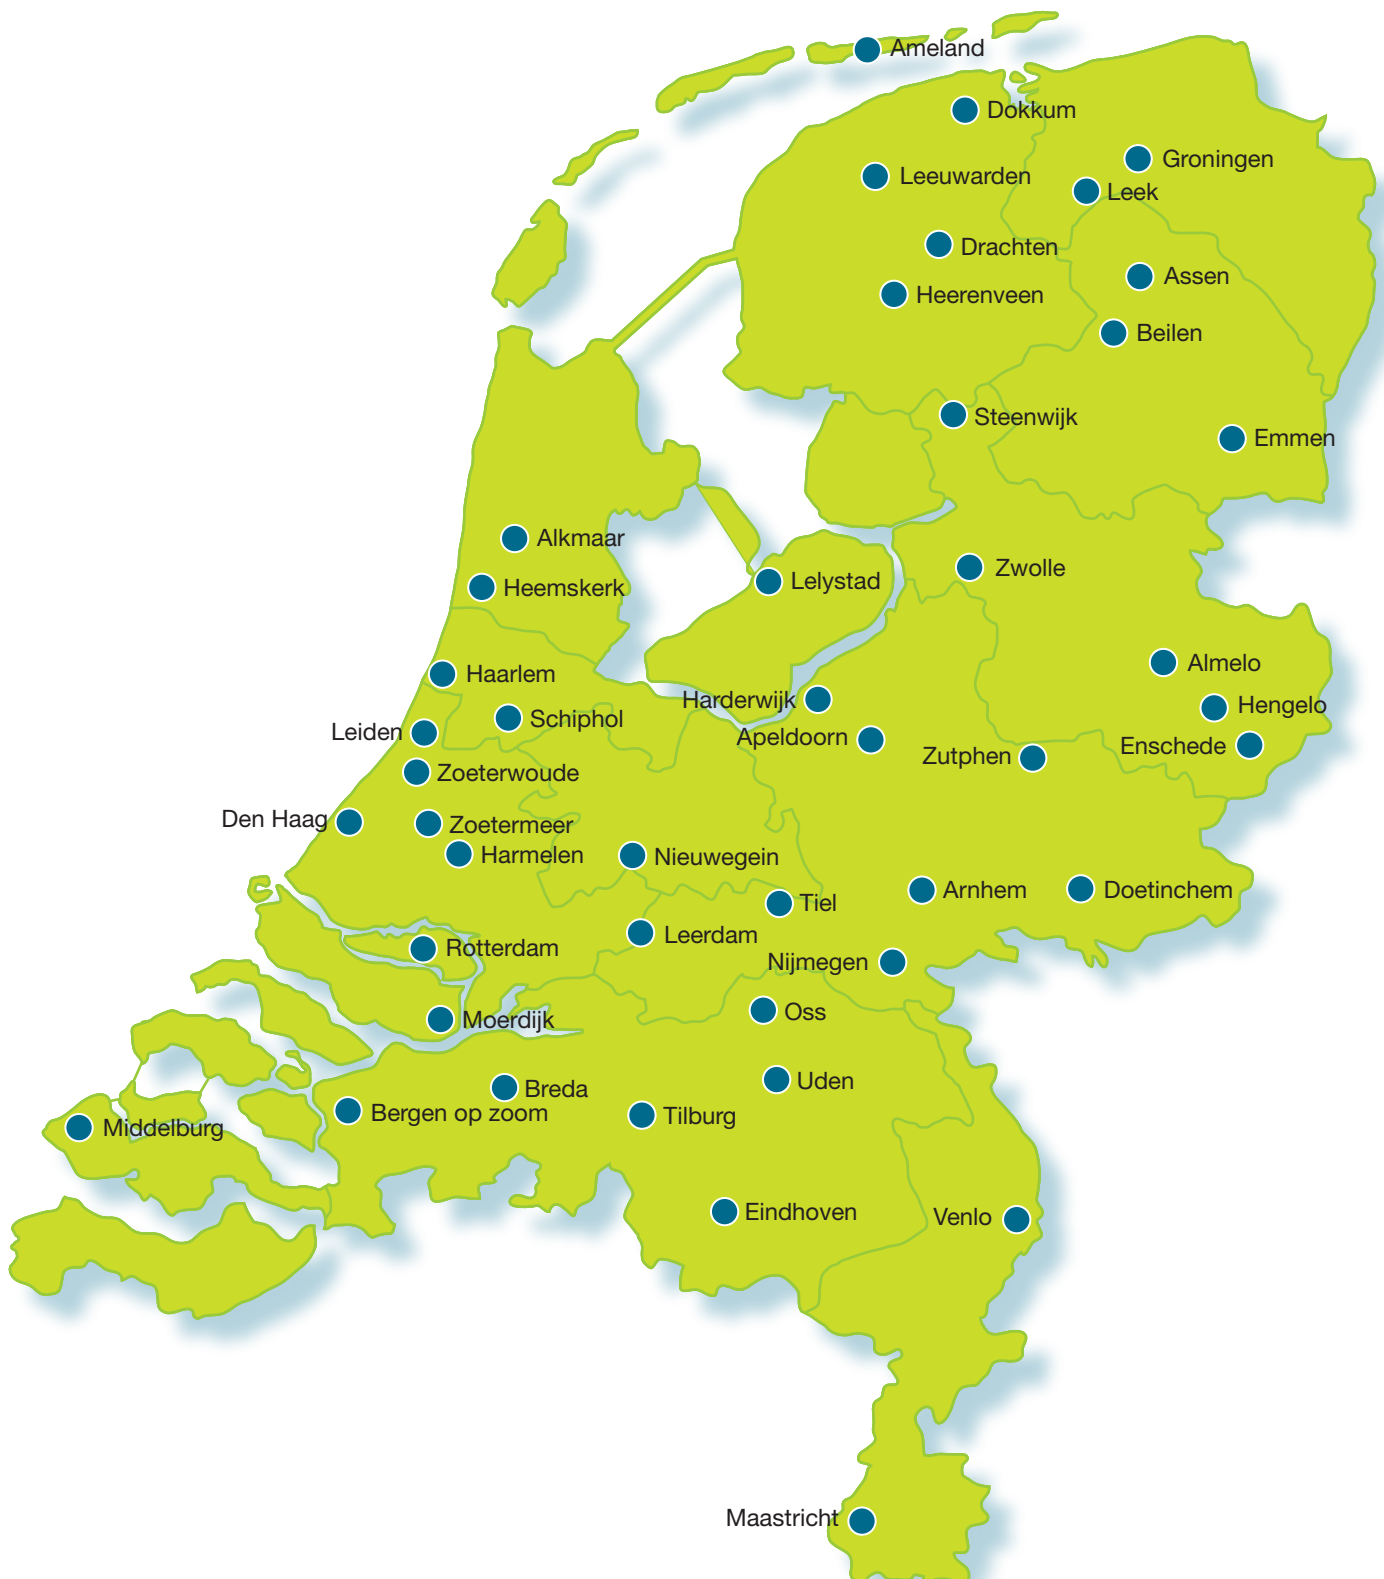 Ameland
Dokkum
Groningen
Leeuwarden
Leek
Drachten
Assen
Heerenveen
Beilen
Steenwijk
Emmen
Alkmaar
Zwolle
Lelystad
Heemskerk
Almelo
Haarlem
Harderwijk
Hengelo
Schiphol
Leiden
Apeldoorn
Enschede
Zutphen
Zoeterwoude
Den Haag
Zoetermeer
Harmelen
Nieuwegein
Arnhem
Doetinchem
Tiel
Leerdam
Rotterdam
Nijmegen
Oss
Moerdijk
Uden
Breda
Bergen op zoom
Tilburg
Middelburg
Eindhoven
Venlo
Maastricht